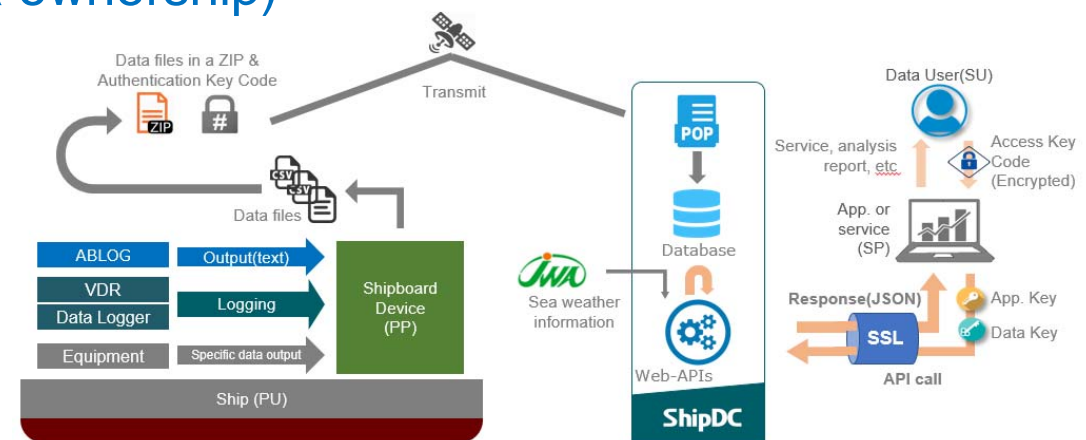 ownership)
Data files in a ZIP &
Authentication Key Code
ZIP
#
Transmit
CSV
CSV
Data files
ABLOG
Output(text)
VDR
Data Logger
Logging
Equipment
Specific data output
Shipboard
Device
(PP)
Ship (PU)
POP
Database
JWA
Sea weather
information
Web-APIs
ShipDC
Data User(SU)
Service, analysis
report, etc
Access Key
Code
(Encrypted)
App. or
service
(SP)
Response(JSON)
SSL
App. Key
Data Key
API call